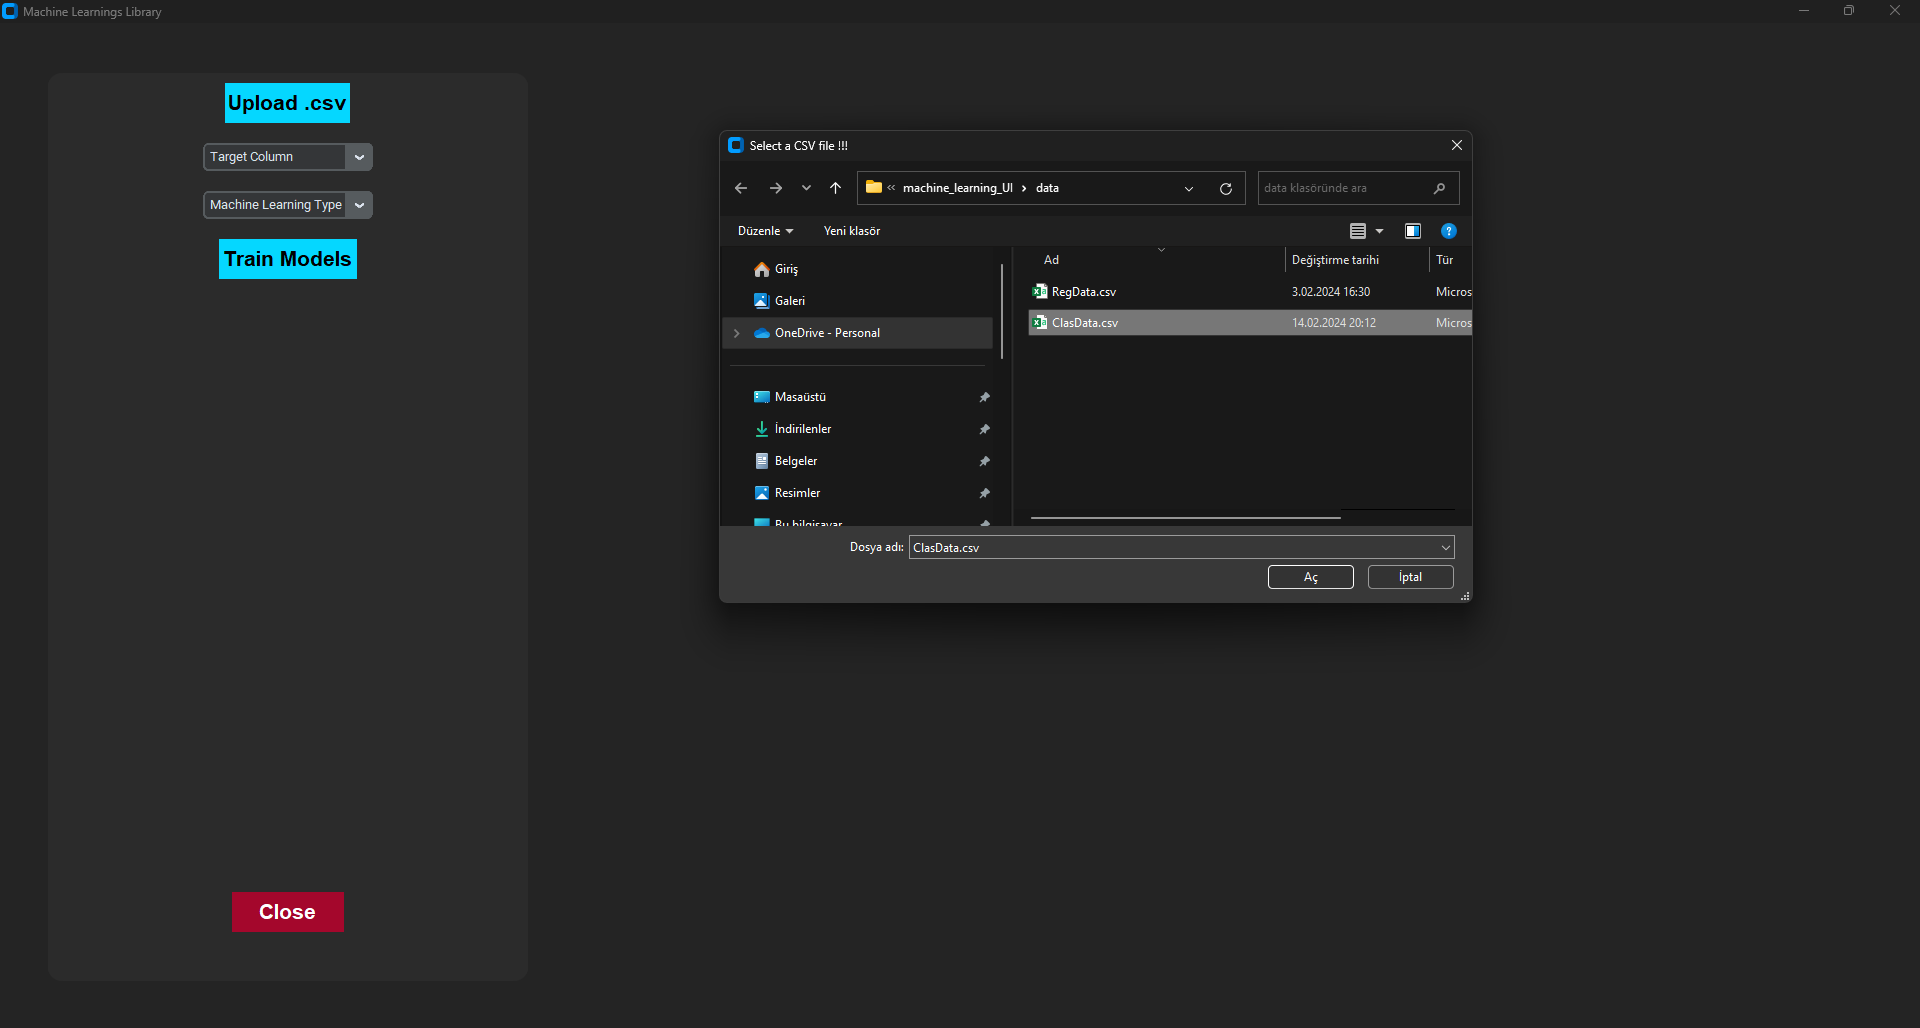 Machine Learnings Library
Upload .csv
Target Column
Machine Learning Type
Train Models
Close
Select a CSV file !!!
« machine_learning_UI › data
data klasöründe ara
Düzenle
Yeni klasör
Giriş
Galeri
OneDrive - Personal
Masaüstü
İndirilenler
Belgeler
Resimler
Bu bilgisayar
Ad Değiştirme tarihi Tür
RegData.csv 3.02.2024 16:30 Micros
ClasData.csv 14.02.2024 20:12 Micros
Dosya adı: ClasData.csv
Aç İptal